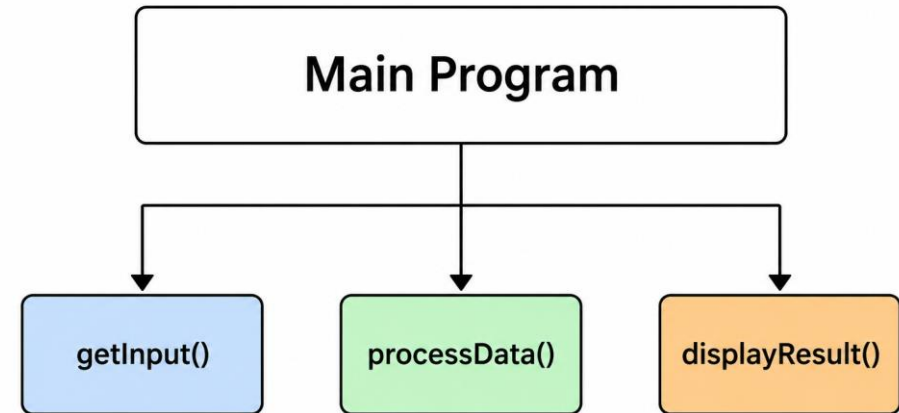 Main Program
getInput()
processData()
displayResult()